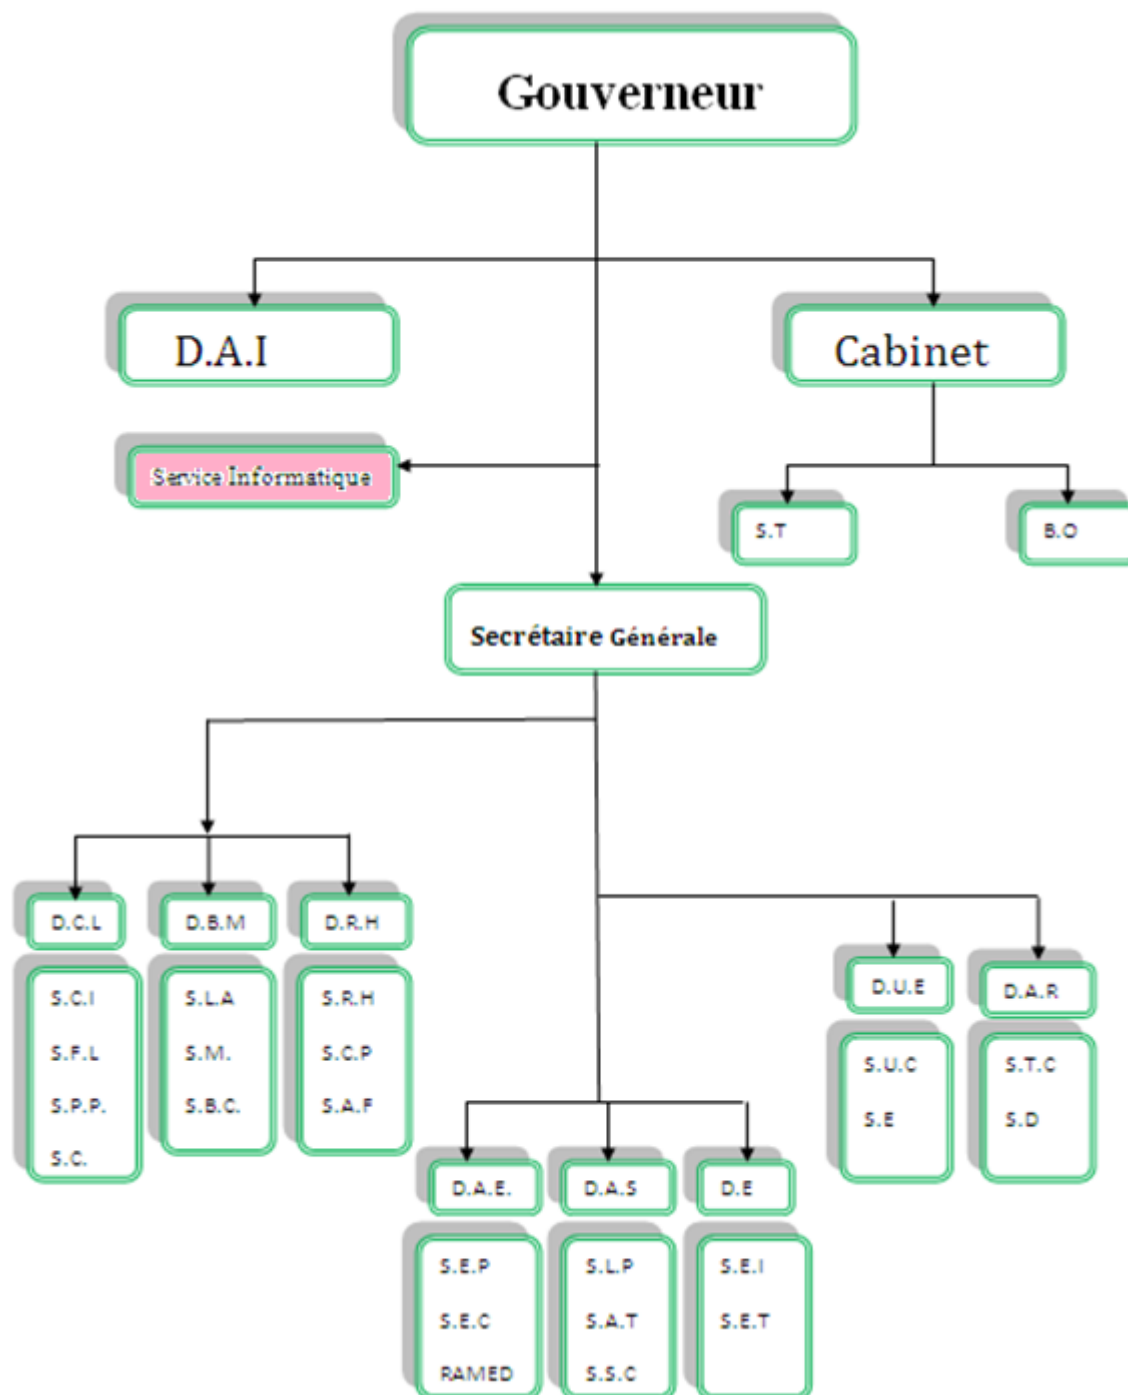 Gouverneur
D.A.I
Cabinet
Service Informatique
S.T
B.O
Secrétaire Générale
D.C.L
D.B.M
D.R.H
S.C.I
S.F.L
S.P.P.
S.C.
S.L.A
S.M.
S.B.C.
S.R.H
S.C.P
S.A.F
D.U.E
D.A.R
S.U.C
S.E
S.T.C
S.D
D.A.E.
D.A.S
D.E
S.E.P
S.E.C
RAMED
S.L.P
S.A.T
S.S.C
S.E.I
S.E.T